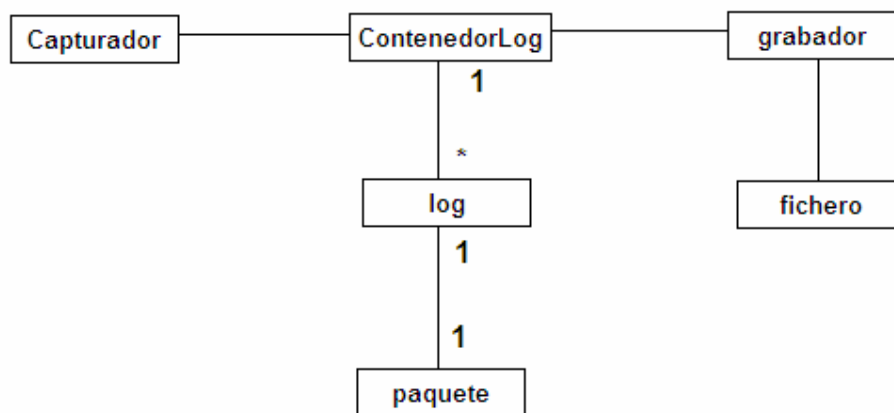 Capturador
ContenedorLog
grabador
1
*
log
fichero
1
1
paquete